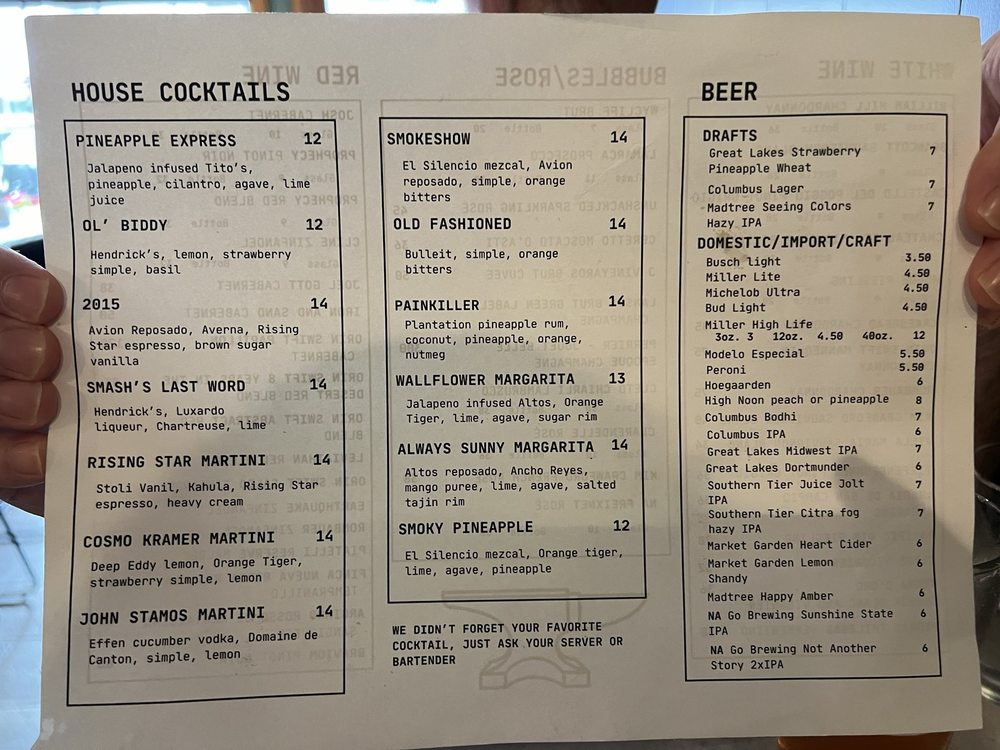 HOUSE COCKTAILS
PINEAPPLE EXPRESS 12
Jalapeno infused Tito's,
pineapple, cilantro, agave, lime
juice
OL' BIDDY 12
Hendrick's, lemon, strawberry
simple, basil
2015 14
Avion Reposado, Averna, Rising
Star espresso, brown sugar
vanilla
SMASH'S LAST WORD 14
Hendrick's, Luxardo
liqueur, Chartreuse, lime
RISING STAR MARTINI 14
Stoli Vanil, Kahula, Rising Star
espresso, heavy cream
COSMO KRAMER MARTINI 14
Deep Eddy lemon, Orange Tiger,
strawberry simple, lemon
JOHN STAMOS MARTINI 14
Effen cucumber vodka, Domaine de
Canton, simple, lemon
SMOKESHOW 14
El Silencio mezcal, Avion
reposado, simple, orange
bitters
OLD FASHIONED 14
Bulleit, simple, orange
bitters
PAINKILLER 14
Plantation pineapple rum,
coconut, pineapple, orange,
nutmeg
WALLFLOWER MARGARITA 13
Jalapeno infused Altos, Orange
Tiger, lime, agave, sugar rim
ALWAYS SUNNY MARGARITA 14
Altos reposado, Ancho Reyes,
mango puree, lime, agave, salted
tajin rim
SMOKY PINEAPPLE 12
El Silencio mezcal, Orange tiger,
lime, agave, pineapple
WE DIDN'T FORGET YOUR FAVORITE
COCKTAIL, JUST ASK YOUR SERVER OR
BARTENDER
BEER
DRAFTS
Great Lakes Strawberry 7
Pineapple Wheat
Columbus Lager 7
Madtree Seeing Colors 7
Hazy IPA
DOMESTIC/IMPORT/CRAFT
Busch light 3.50
Miller Lite 4.50
Michelob Ultra 4.50
Bud Light 4.50
Miller High Life
3oz. 3 12oz. 4.50 40oz. 12
Modelo Especial 5.50
Peroni 5.50
Hoegaarden 6
High Noon peach or pineapple 8
Columbus Bodhi 7
Columbus IPA 6
Great Lakes Midwest IPA 7
Great Lakes Dortmunder 6
Southern Tier Juice Jolt 7
IPA
Southern Tier Citra fog 7
hazy IPA
Market Garden Heart Cider 6
Market Garden Lemon 6
Shandy
Madtree Happy Amber 6
NA Go Brewing Sunshine State 6
IPA
NA Go Brewing Not Another 6
Story 2xIPA